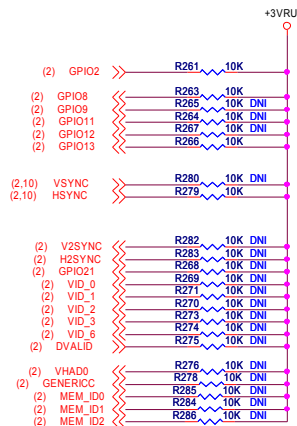 +3VRU
(2) GPIO2 R261 10K
(2) GPIO8 R263 10K
(2) GPIO9 R265 10K DNI
(2) GPIO11 R264 10K DNI
(2) GPIO12 R267 10K DNI
(2) GPIO13 R266 10K
(2,10) VSYNC R280 10K DNI
(2,10) HSYNC R279 10K
(2) V2SYNC R282 10K DNI
(2) H2SYNC R283 10K DNI
(2) GPIO21 R268 10K DNI
(2) VID_0 R269 10K DNI
(2) VID_1 R271 10K DNI
(2) VID_2 R270 10K DNI
(2) VID_3 R273 10K DNI
(2) VID_6 R274 10K DNI
(2) DVALID R275 10K DNI
(2) VHAD0 R276 10K DNI
(2) GENERICC R278 10K DNI
(2) MEM_ID0 R285 10K DNI
(2) MEM_ID1 R284 10K DNI
(2) MEM_ID2 R286 10K DNI